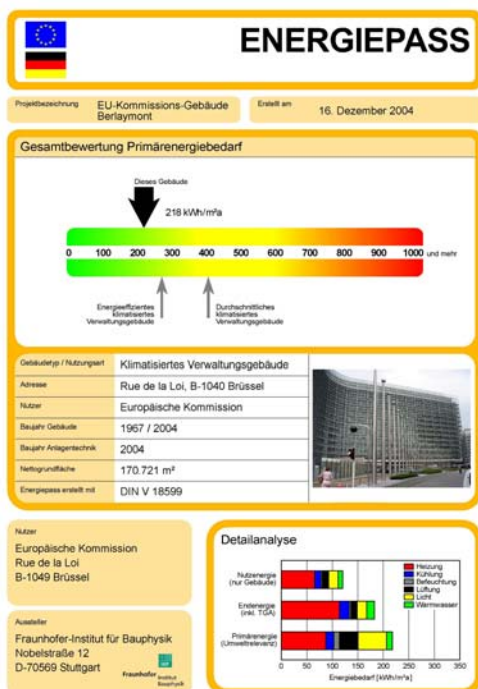 ENERGIEPASS
Projektbezeichnung
EU-Kommissions-Gebäude
Berlaymont
Erstellt am
16. Dezember 2004
Gesamtbewertung Primärenergiebedarf
Dieses Gebäude
218 kWh/m²a
0 100 200 300 400 500 600 700 800 900 1000 und mehr
Energieeffizientes
klimatisiertes
Verwaltungsgebäude
Durchschnittliches
klimatisiertes
Verwaltungsgebäude
Gebäudetyp / Nutzungsart Klimatisiertes Verwaltungsgebäude
Adresse Rue de la Loi, B-1040 Brüssel
Nutzer Europäische Kommission
Baujahr Gebäude 1967 / 2004
Baujahr Anlagentechnik 2004
Nettogrundfläche 170.721 m²
Energiepass erstellt mit DIN V 18599
Nutzer
Europäische Kommission
Rue de la Loi
B-1049 Brüssel
Aussteller
Fraunhofer-Institut für Bauphysik
Nobelstraße 12
D-70569 Stuttgart
Fraunhofer Institut
Bauphysik
Detailanalyse
Heizung
Kühlung
Befeuchtung
Lüftung
Licht
Warmwasser
Nutzenergie
(nur Gebäude)
Endenergie
(inkl. TGA)
Primärenergie
(Umweltrelevanz)
0 50 100 150 200 250 300 350
Energiebedarf [kWh/m²a]